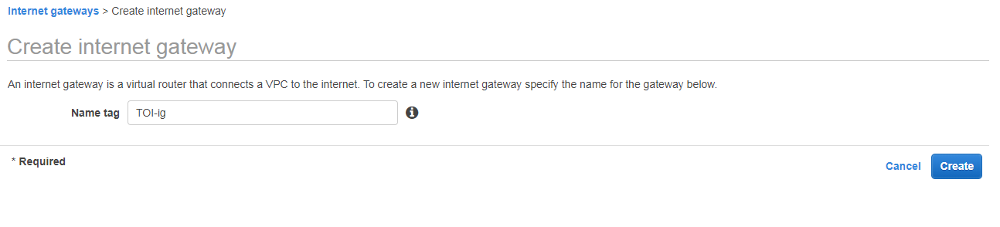 Internet gateways > Create internet gateway
Create internet gateway
An internet gateway is a virtual router that connects a VPC to the internet. To create a new internet gateway specify the name for the gateway below.
Name tag TOI-ig
* Required
Cancel Create